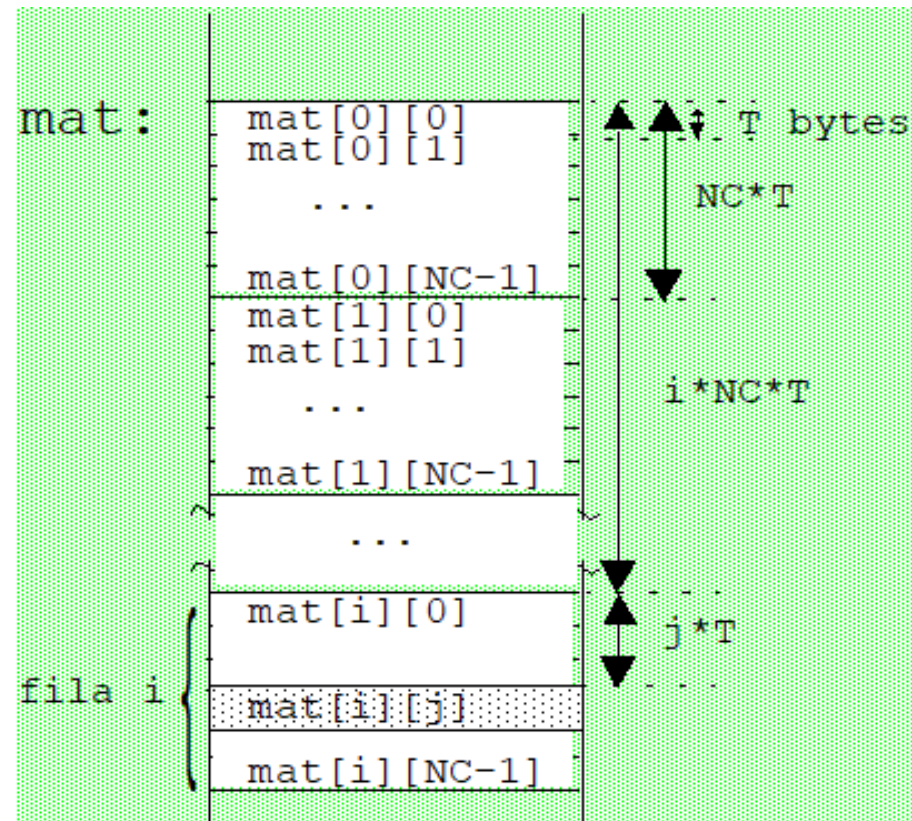 mat:
mat[0][0]
T bytes
mat[0][1]
NC*T
...
mat[0][NC-1]
mat[1][0]
mat[1][1]
i*NC*T
...
mat[1][NC-1]
...
mat[i][0]
j*T
fila i
mat[i][j]
mat[i][NC-1]